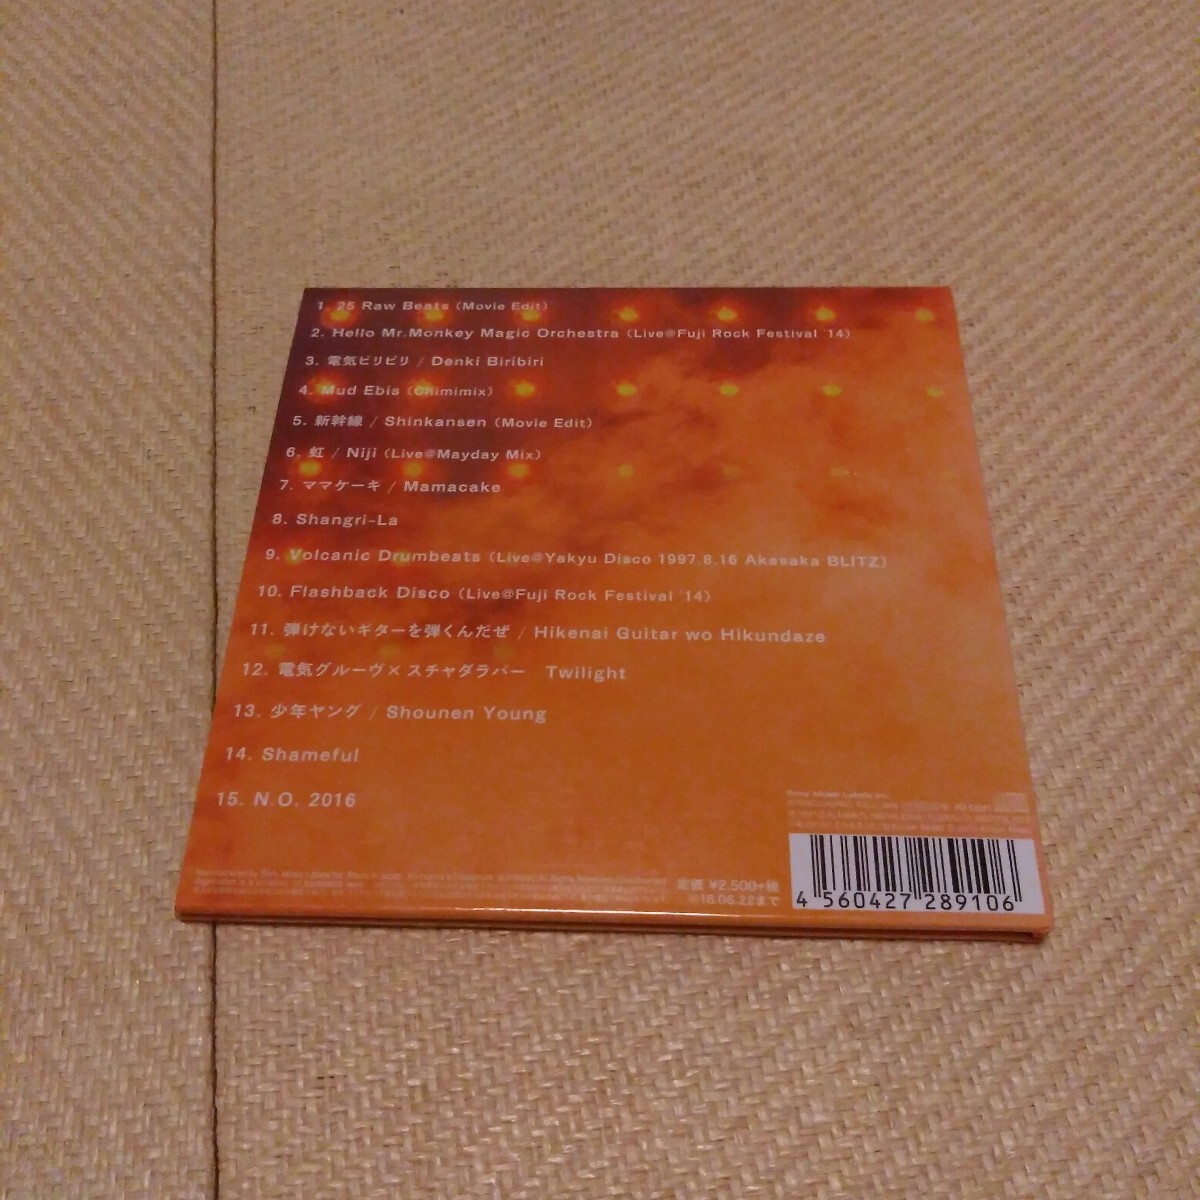 1. 25 Raw Beats (Movie Edit)
2. Hello Mr.Monkey Magic Orchestra (Live@Fuji Rock Festival '14)
3. 電気ビリビリ / Denki Biribiri
4. Mud Ebis (Chimimix)
5. 新幹線 / Shinkansen (Movie Edit)
6. 虹 / Niji (Live@Mayday Mix)
7. ママケーキ / Mamacake
8. Shangri-La
9. Volcanic Drumbeats (Live@Yakyu Disco 1997.8.16 Akasaka BLITZ)
10. Flashback Disco (Live@Fuji Rock Festival '14)
11. 弾けないギターを弾くんだぜ / Hikenai Guitar wo Hikundaze
12. 電気グルーヴ×スチャダラパー Twilight
13. 少年ヤング / Shounen Young
14. Shameful
15. N.O. 2016
Sony Music Labels Inc.
定価 ¥2,500+税
16.06.22まで
4 560427 289106